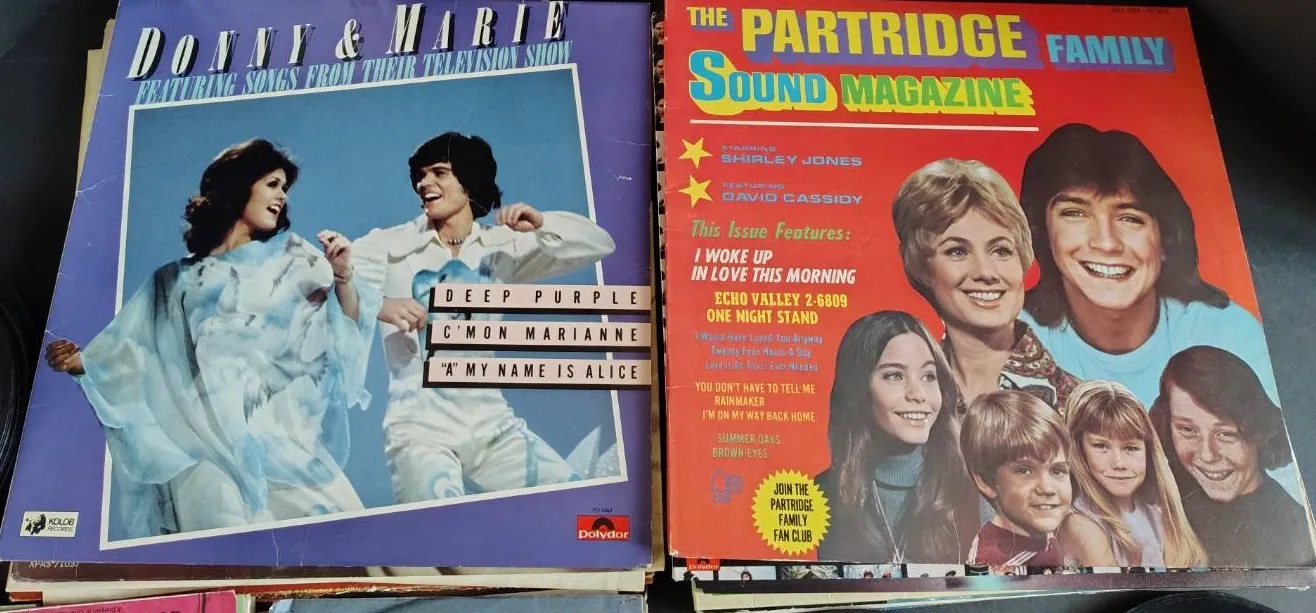 DONNY & MARIE
FEATURING SONGS FROM THEIR TELEVISION SHOW
DEEP PURPLE
C'MON MARIANNE
"A" MY NAME IS ALICE
KOLOB
RECORDS
polydor
XPAS-71037
THE PARTRIDGE FAMILY
SOUND MAGAZINE
STARRING
SHIRLEY JONES
FEATURING
DAVID CASSIDY
This Issue Features:
I WOKE UP
IN LOVE THIS MORNING
ECHO VALLEY 2-6809
ONE NIGHT STAND
I Would Have Loved You Anyway
Twenty-Four Hours A Day
Love Is All That I Ever Needed
YOU DON'T HAVE TO TELL ME
RAINMAKER
I'M ON MY WAY BACK HOME
SUMMER DAYS
BROWN EYES
JOIN THE
PARTRIDGE
FAMILY
FAN CLUB
polydor